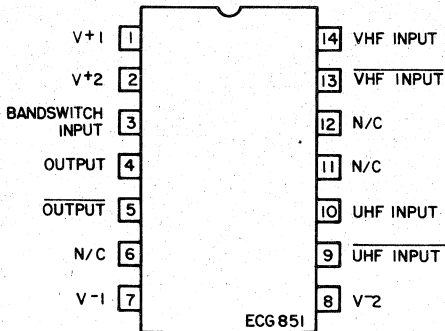 V+1 1
V+2 2
BANDSWITCH
INPUT 3
OUTPUT 4
OUTPUT 5
N/C 6
V-1 7
14 VHF INPUT
13 VHF INPUT
12 N/C
11 N/C
10 UHF INPUT
9 UHF INPUT
8 V-2
ECG851